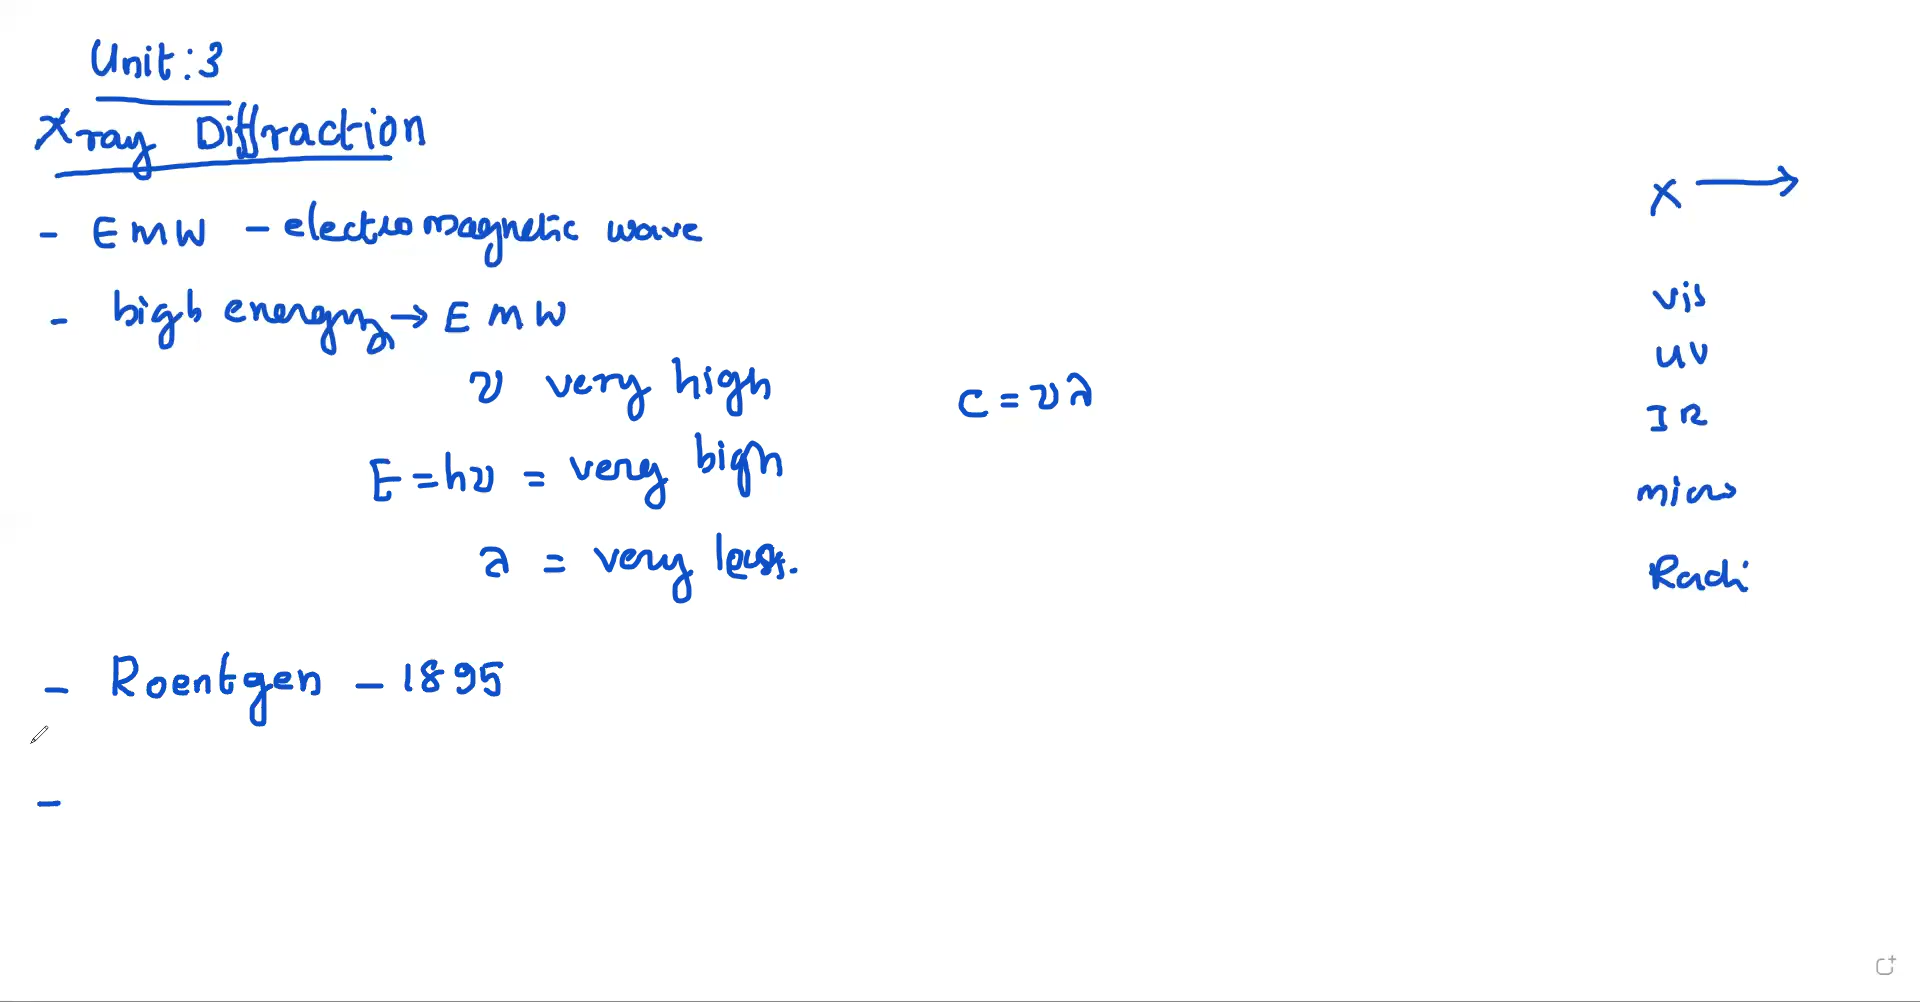 Unit:3
Xray Diffraction
- EMW - electromagnetic wave
- high energy → EMW
ν very high
C = νλ
E = hν = very high
λ = very less.
- Roentgen - 1895
-
X →
vis
UV
IR
micro
Radi